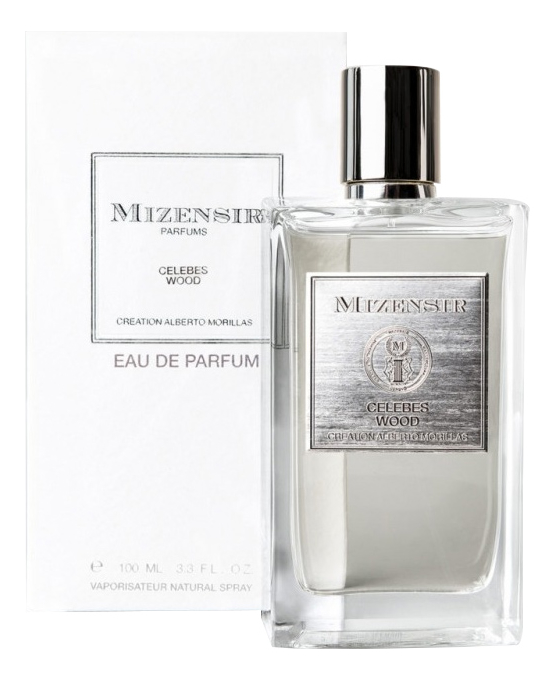 MIZENSIR
PARFUMS
CELEBES
WOOD
CREATION ALBERTO MORILLAS
EAU DE PARFUM
e 100 ML 3.3 FL. OZ
VAPORISATEUR NATURAL SPRAY
MIZENSIR
M
CELEBES
WOOD
CREATION ALBERTO MORILLAS